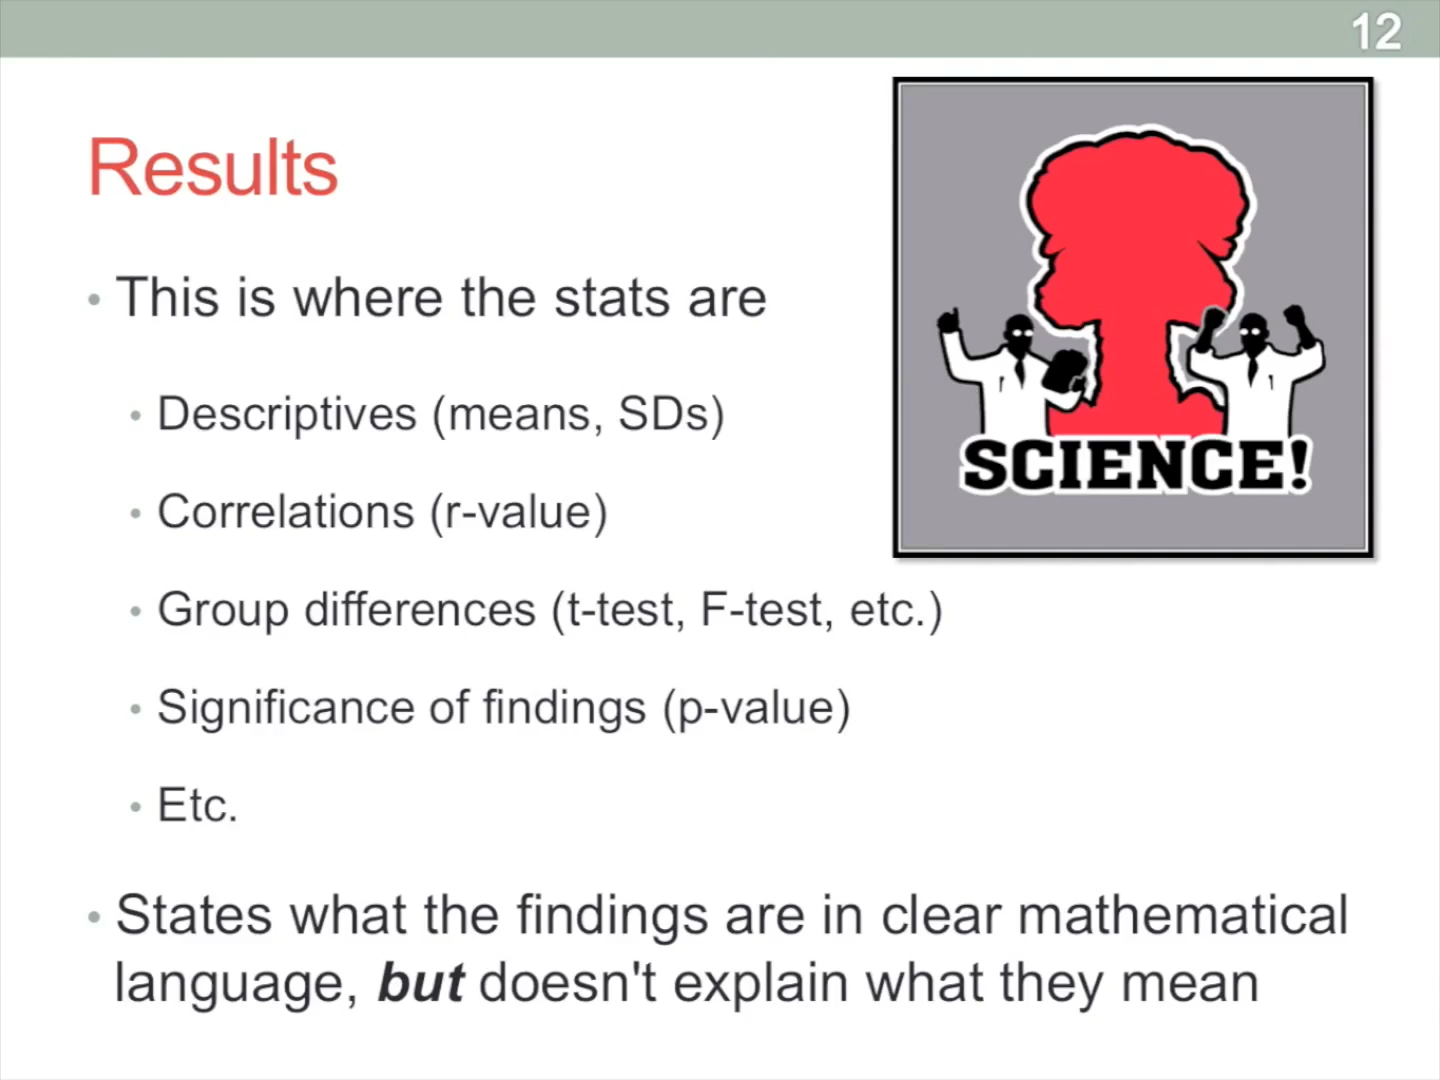 12
Results
• This is where the stats are
• Descriptives (means, SDs)
• Correlations (r-value)
• Group differences (t-test, F-test, etc.)
• Significance of findings (p-value)
• Etc.
• States what the findings are in clear mathematical
language, but doesn't explain what they mean
SCIENCE!